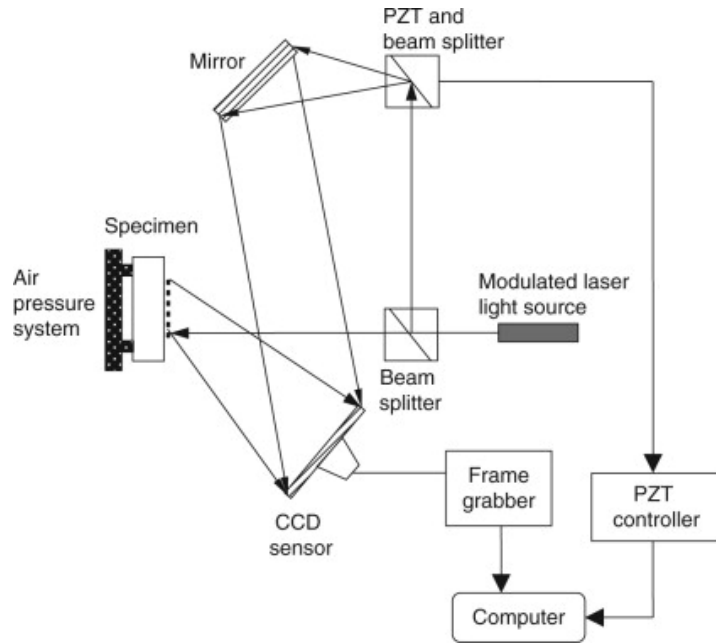 PZT and
beam splitter
Mirror
Specimen
Air
pressure
system
Modulated laser
light source
Beam
splitter
Frame
grabber
PZT
controller
CCD
sensor
Computer